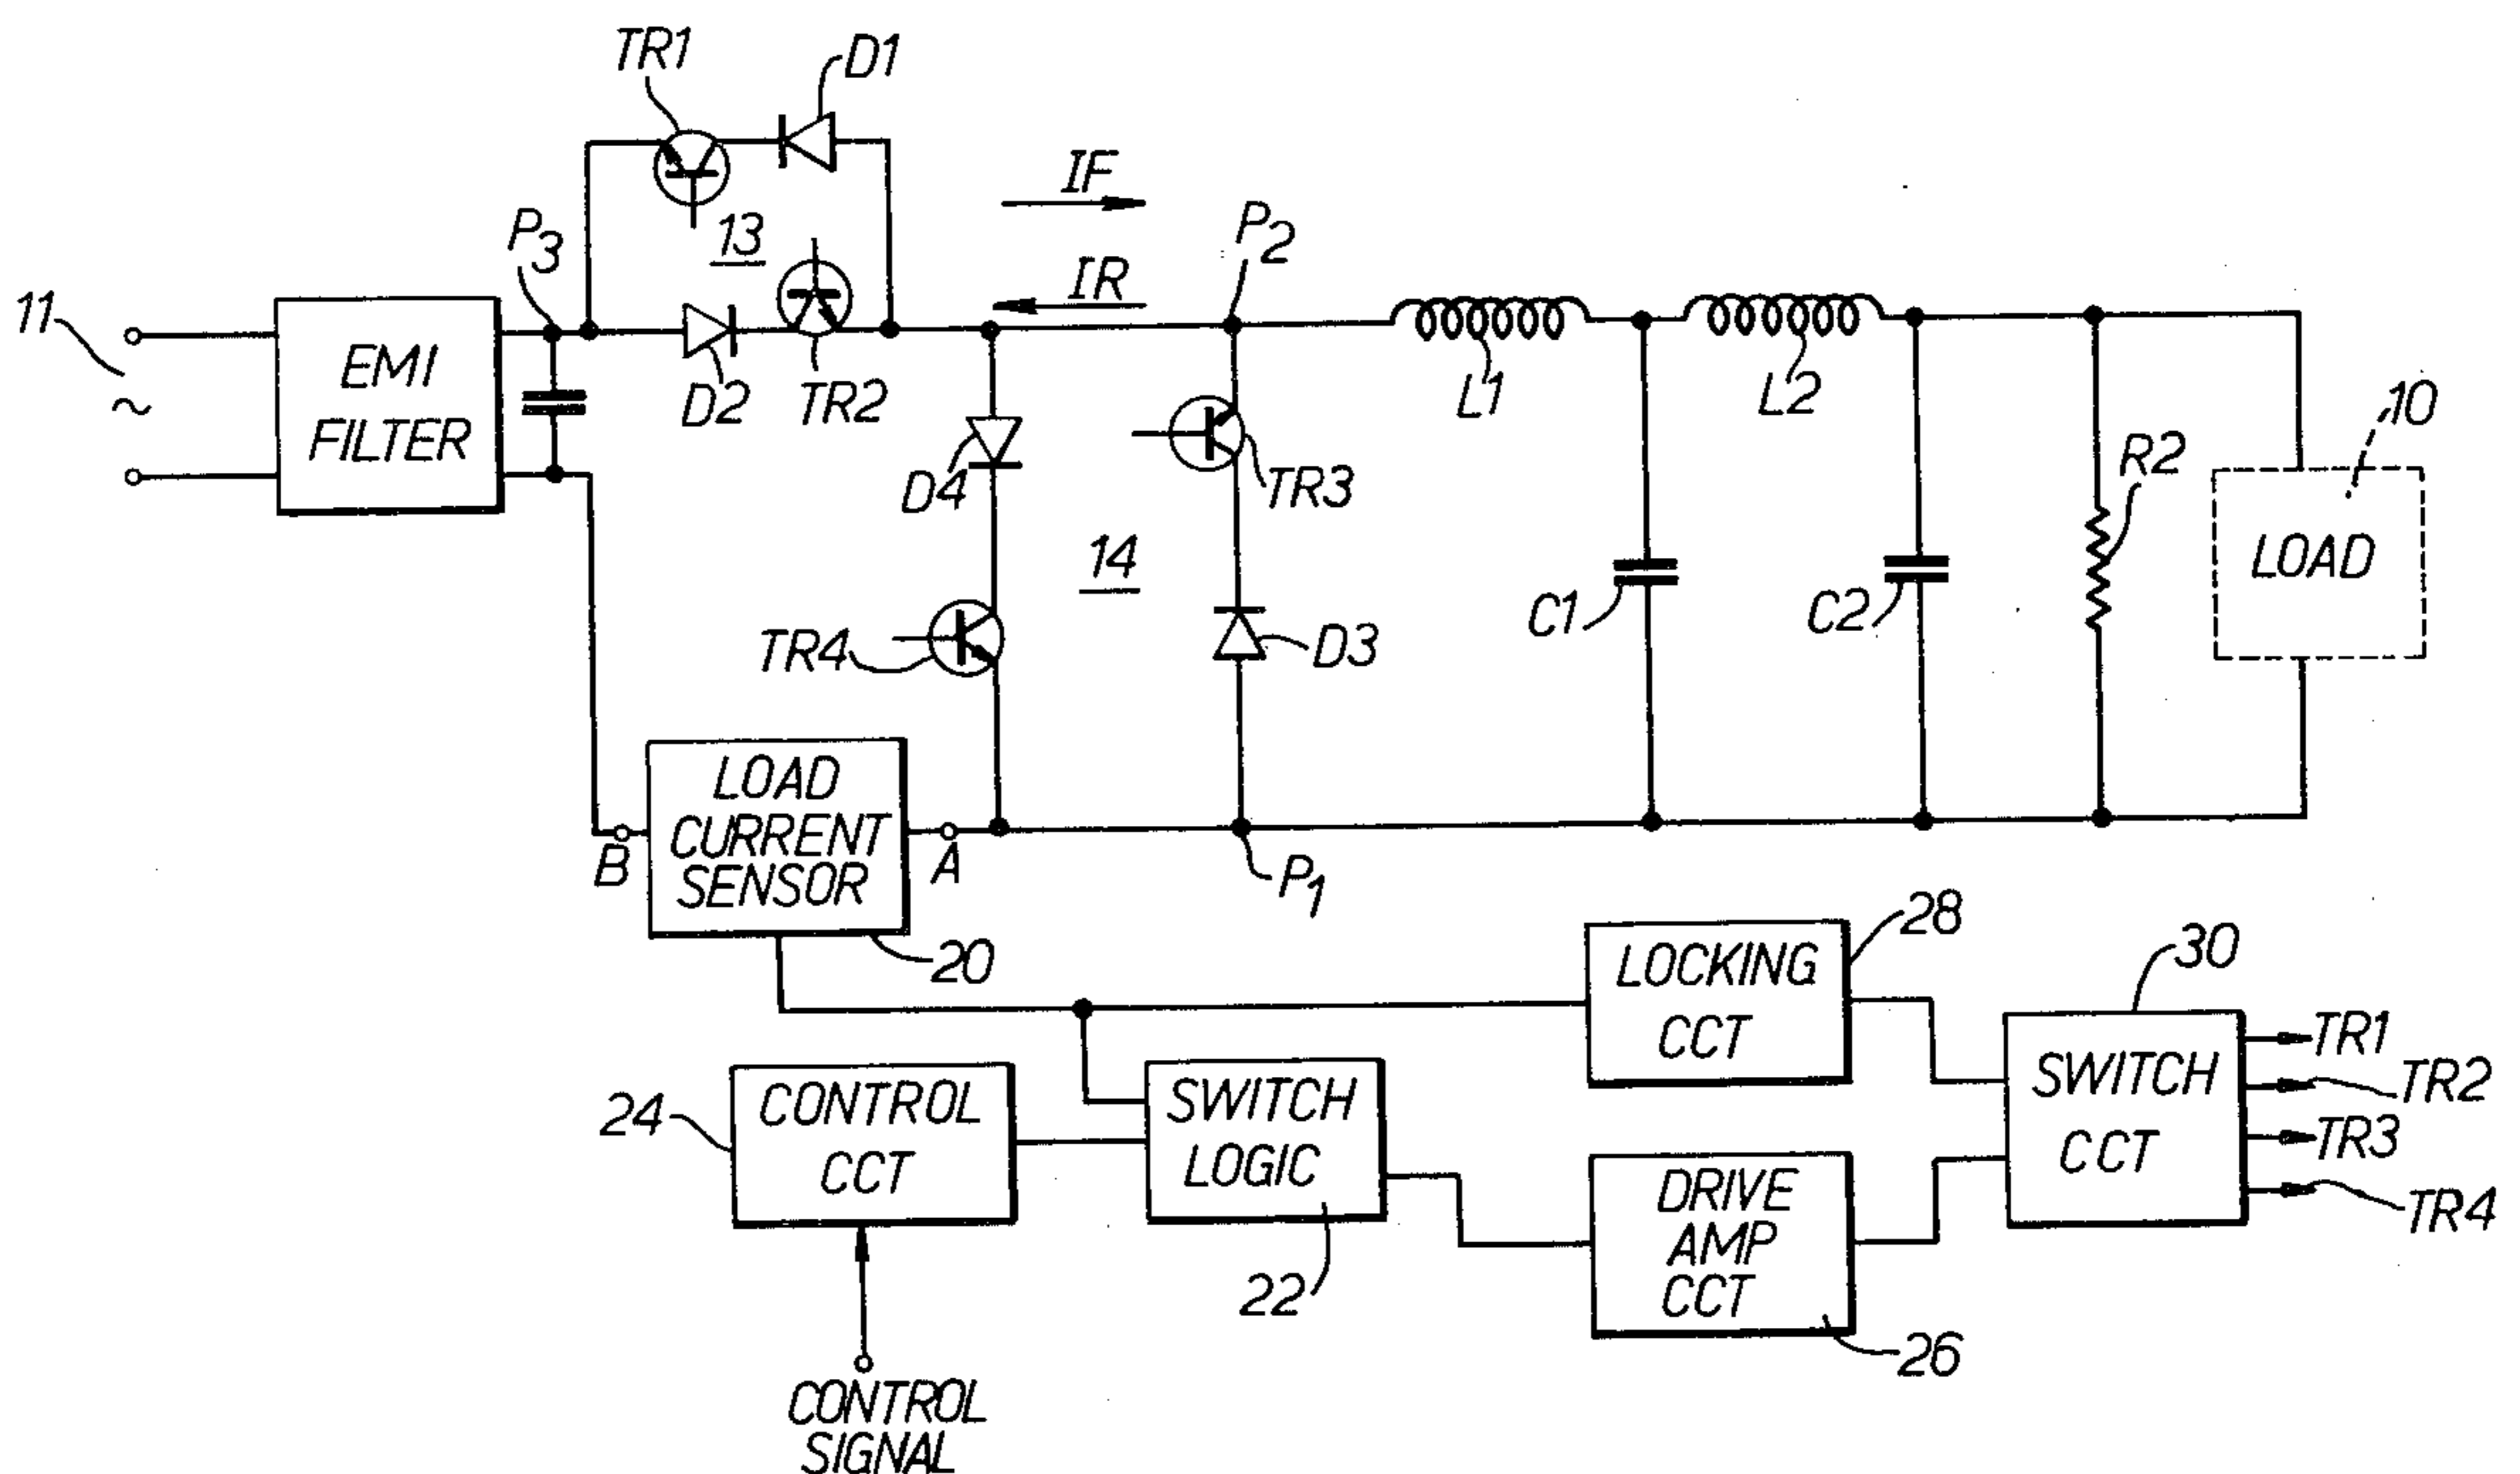 TR1
D1
IF
13
P3
P2
IR
11
EMI
FILTER
~
D2
TR2
L1
L2
10
D4
TR3
R2
14
LOAD
C1
C2
TR4
D3
LOAD
CURRENT
SENSOR
B
A
P1
20
28
LOCKING
CCT
30
SWITCH
CCT
TR1
TR2
TR3
TR4
24
CONTROL
CCT
SWITCH
LOGIC
22
DRIVE
AMP
CCT
26
CONTROL
SIGNAL